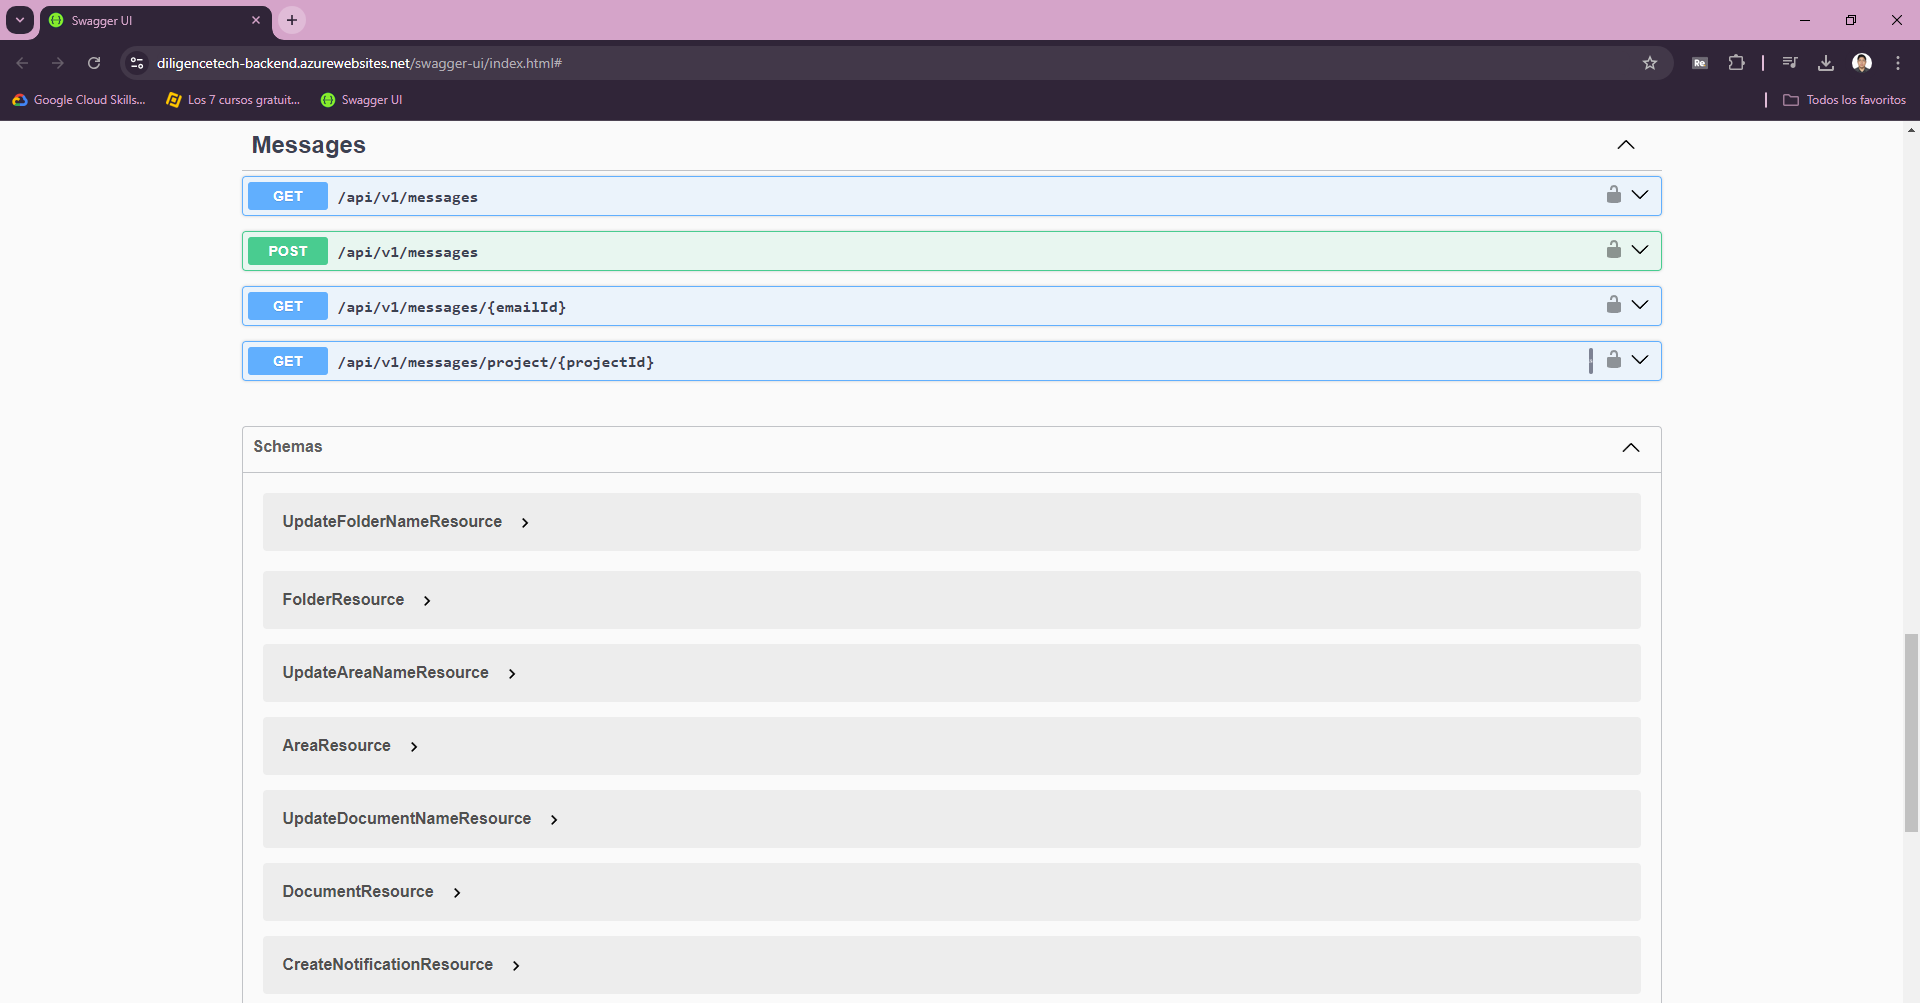 Swagger UI
diligencetech-backend.azurewebsites.net/swagger-ui/index.html#
Re
Google Cloud Skills...
Los 7 cursos gratuit...
Swagger UI
Todos los favoritos
Messages
GET /api/v1/messages
POST /api/v1/messages
GET /api/v1/messages/{emailId}
GET /api/v1/messages/project/{projectId}
Schemas
UpdateFolderNameResource
FolderResource
UpdateAreaNameResource
AreaResource
UpdateDocumentNameResource
DocumentResource
CreateNotificationResource